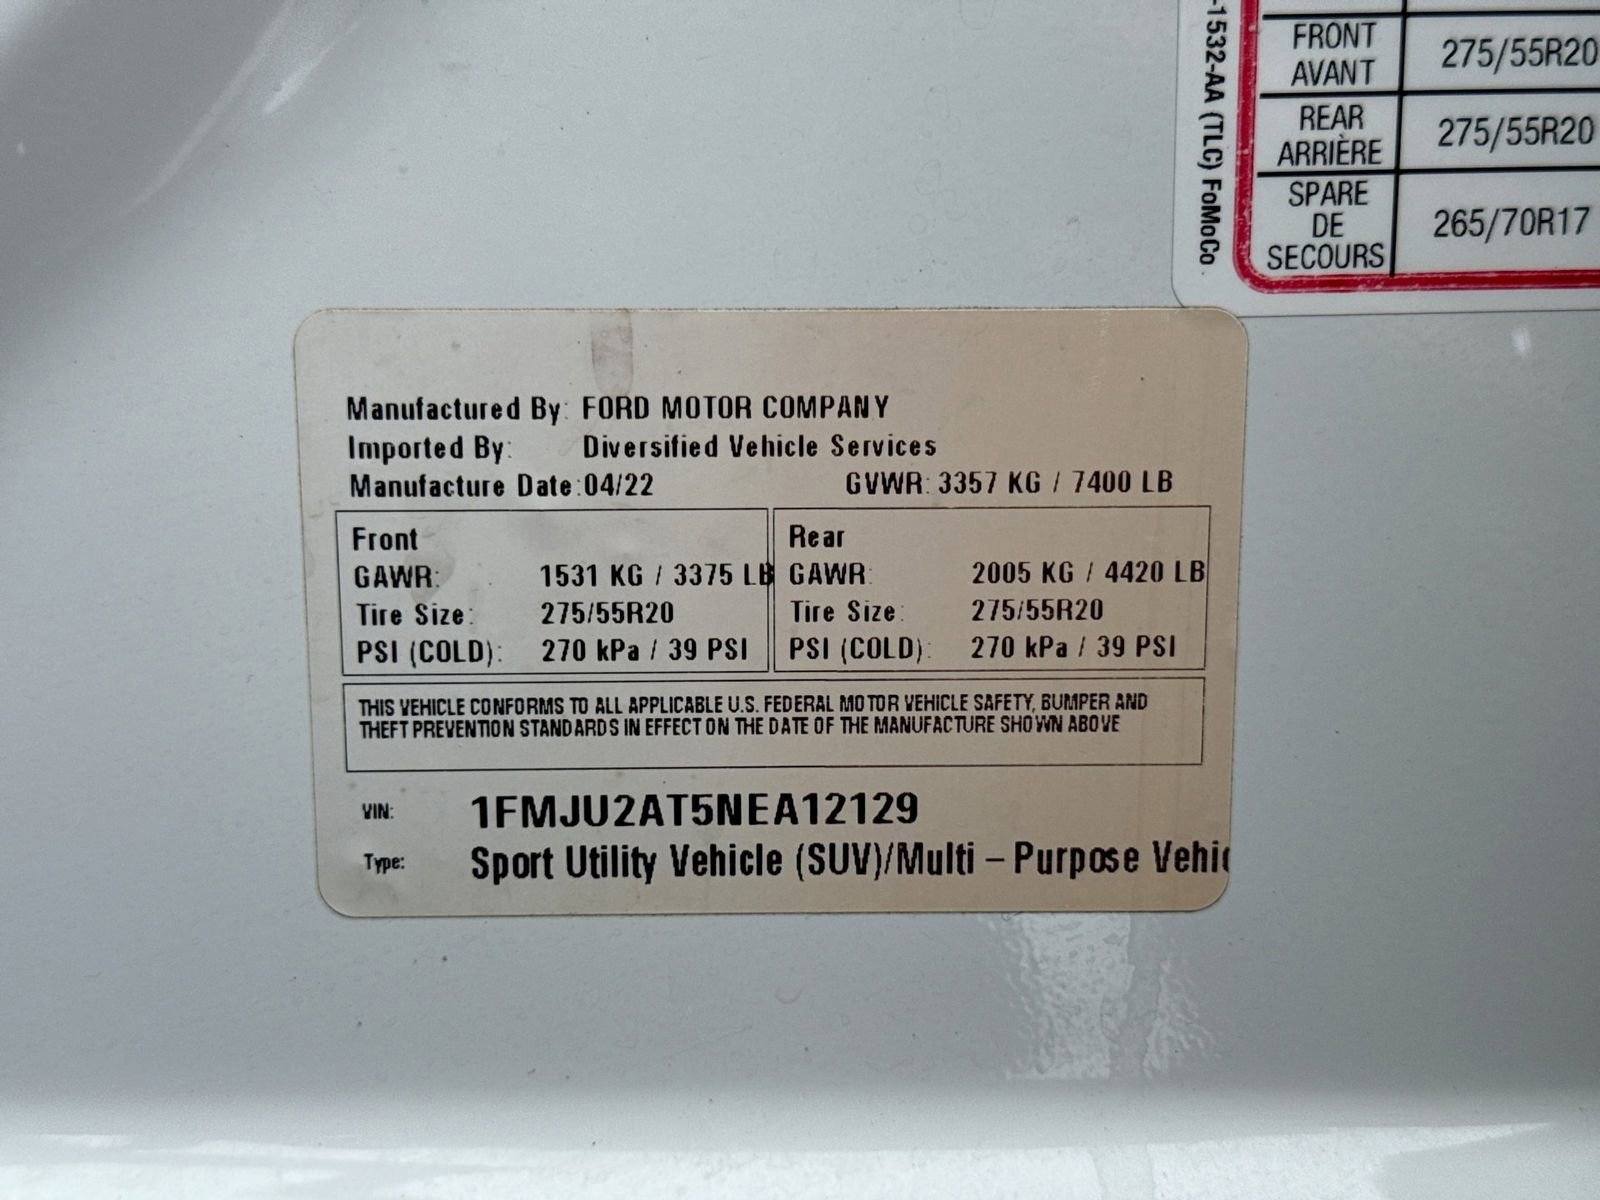 -1532-AA (TLC) FoMoCo
FRONT
AVANT
275/55R20
REAR
ARRIÈRE
275/55R20
SPARE
DE
SECOURS
265/70R17
Manufactured By: FORD MOTOR COMPANY
Imported By: Diversified Vehicle Services
Manufacture Date: 04/22 GVWR: 3357 KG / 7400 LB
Front
GAWR: 1531 KG / 3375 LB
Tire Size: 275/55R20
PSI (COLD): 270 kPa / 39 PSI
Rear
GAWR: 2005 KG / 4420 LB
Tire Size: 275/55R20
PSI (COLD): 270 kPa / 39 PSI
THIS VEHICLE CONFORMS TO ALL APPLICABLE U.S. FEDERAL MOTOR VEHICLE SAFETY, BUMPER AND
THEFT PREVENTION STANDARDS IN EFFECT ON THE DATE OF THE MANUFACTURE SHOWN ABOVE
VIN: 1FMJU2AT5NEA12129
Type: Sport Utility Vehicle (SUV)/Multi – Purpose Vehic